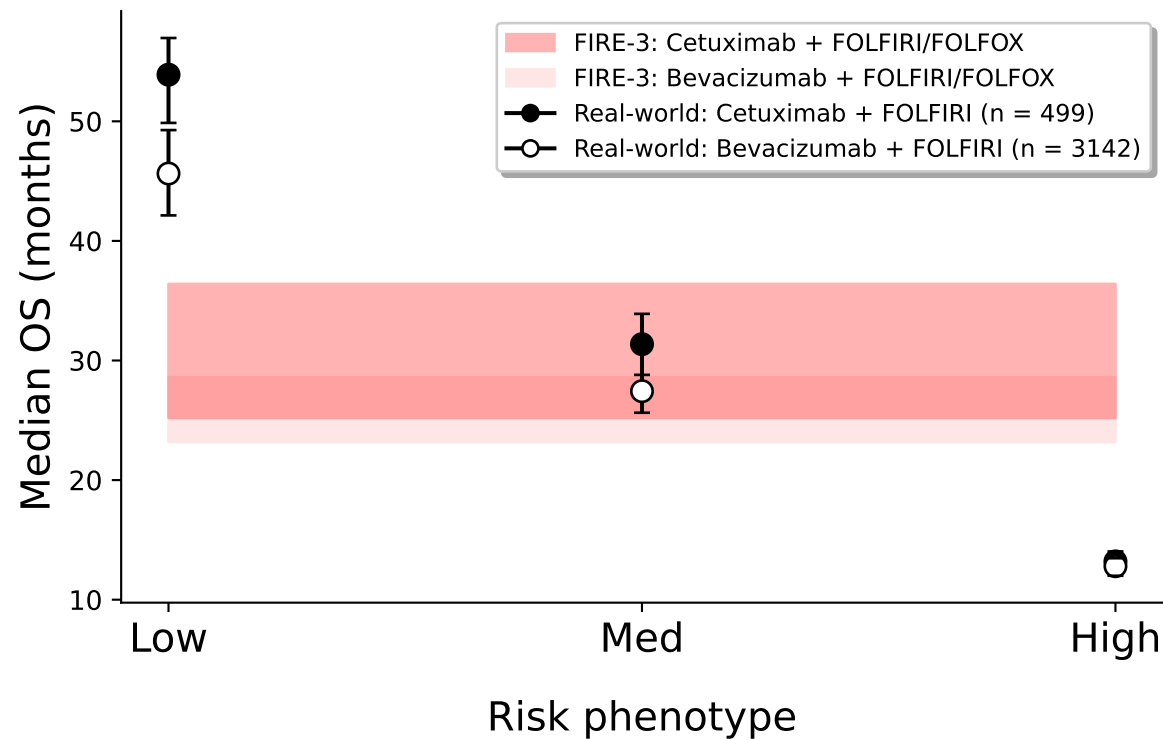 FIRE-3: Cetuximab + FOLFIRI/FOLFOX
FIRE-3: Bevacizumab + FOLFIRI/FOLFOX
Real-world: Cetuximab + FOLFIRI (n = 499)
Real-world: Bevacizumab + FOLFIRI (n = 3142)
Median OS (months)
50
40
30
20
10
Low Med High
Risk phenotype